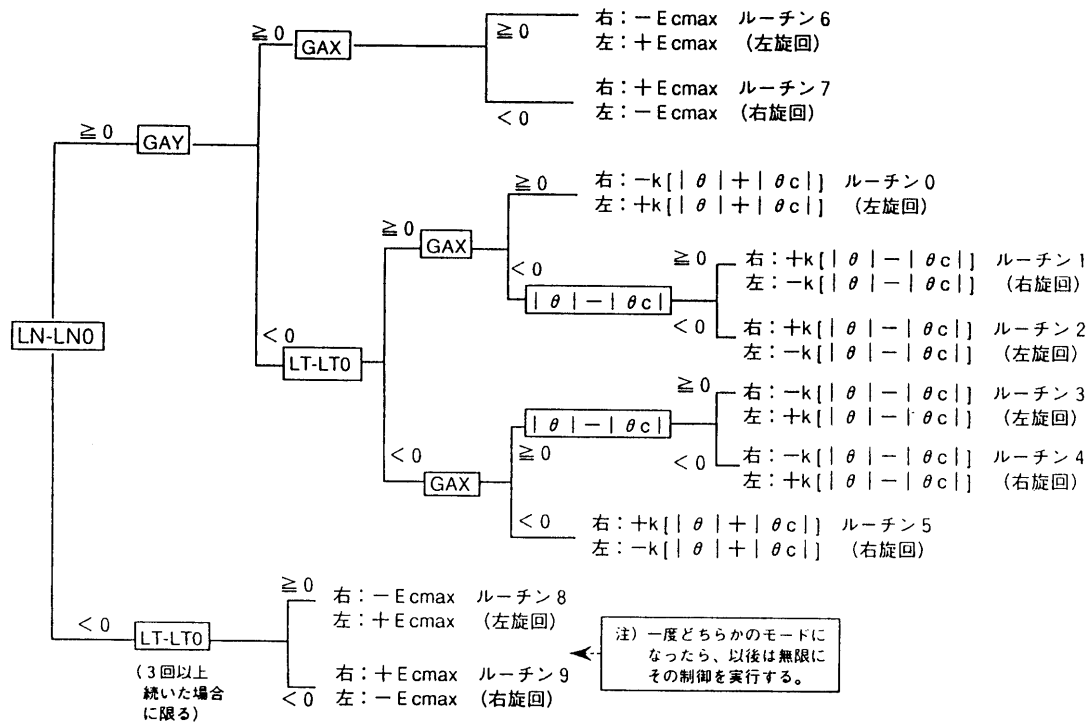 ≧0
GAX
≧0
右：－Ecmax ルーチン6
左：＋Ecmax (左旋回)
＜0
右：＋Ecmax ルーチン7
左：－Ecmax (右旋回)
≧0
GAY
≧0
右：－k[｜θ｜＋｜θc｜] ルーチン0
左：＋k[｜θ｜＋｜θc｜] (左旋回)
≧0
GAX
＜0
｜θ｜－｜θc｜
≧0
右：＋k[｜θ｜－｜θc｜] ルーチン1
左：－k[｜θ｜－｜θc｜] (右旋回)
＜0
右：＋k[｜θ｜－｜θc｜] ルーチン2
左：－k[｜θ｜－｜θc｜] (左旋回)
LN-LN0
＜0
LT-LT0
≧0
右：－k[｜θ｜－｜θc｜] ルーチン3
左：＋k[｜θ｜－｜θc｜] (左旋回)
｜θ｜－｜θc｜
＜0
右：－k[｜θ｜－｜θc｜] ルーチン4
左：＋k[｜θ｜－｜θc｜] (右旋回)
＜0
GAX
≧0
＜0
右：＋k[｜θ｜＋｜θc｜] ルーチン5
左：－k[｜θ｜＋｜θc｜] (右旋回)
≧0
右：－Ecmax ルーチン8
左：＋Ecmax (左旋回)
＜0
LT-LT0
(3回以上
続いた場合
に限る)
＜0
右：＋Ecmax ルーチン9
左：－Ecmax (右旋回)
注) 一度どちらかのモードに
なったら、以後は無限に
その制御を実行する。